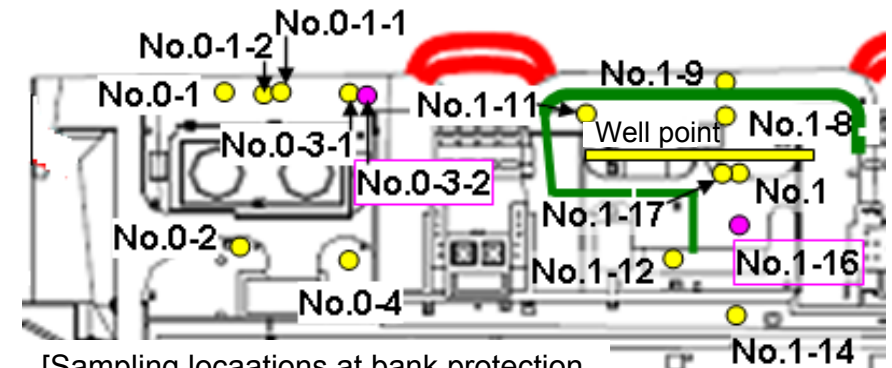 No.0-1-1
No.0-1-2
No.1-9
No.0-1
No.1-11
No.1-8
Well point
No.0-3-1
No.0-3-2
No.1
No.1-17
No.0-2
No.1-12
No.1-16
No.0-4
No.1-14
[Sampling locaations at bank protection